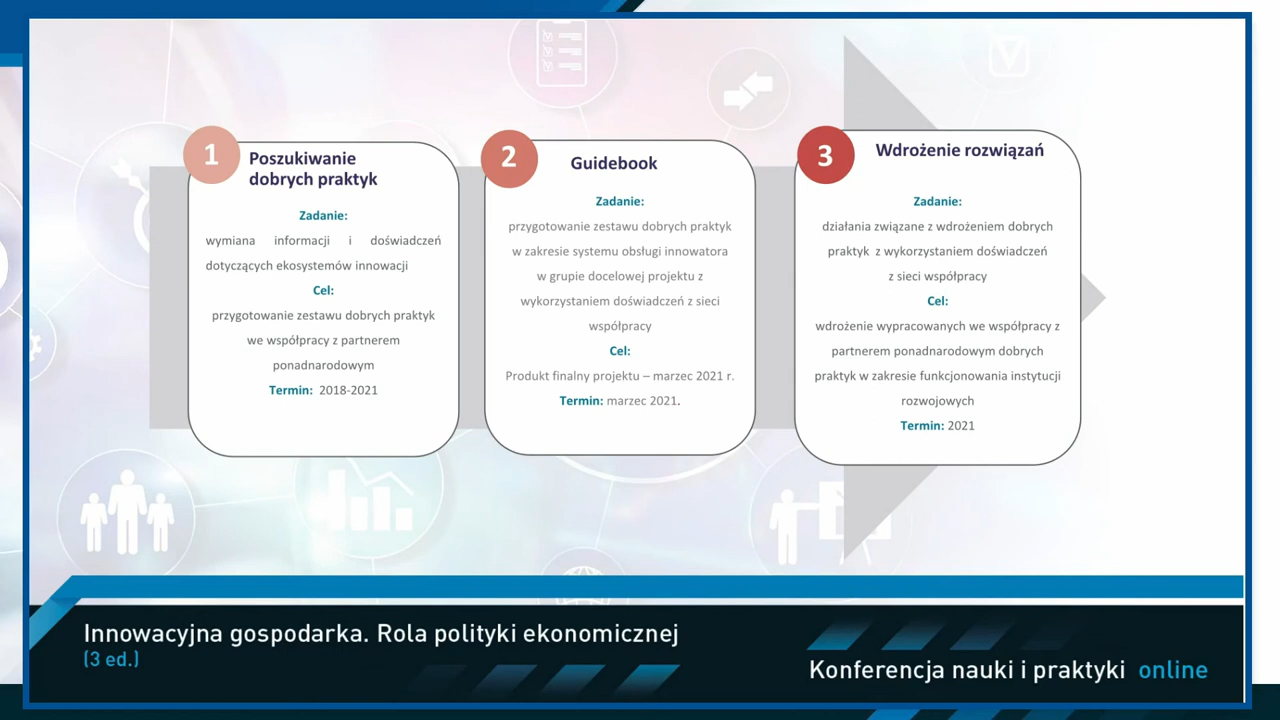 1
Poszukiwanie
dobrych praktyk
Zadanie:
wymiana informacji i doświadczeń
dotyczących ekosystemów innowacji
Cel:
przygotowanie zestawu dobrych praktyk
we współpracy z partnerem
ponadnarodowym
Termin: 2018-2021
2
Guidebook
Zadanie:
przygotowanie zestawu dobrych praktyk
w zakresie systemu obsługi innowatora
w grupie docelowej projektu z
wykorzystaniem doświadczeń z sieci
współpracy
Cel:
Produkt finalny projektu – marzec 2021 r.
Termin: marzec 2021.
3
Wdrożenie rozwiązań
Zadanie:
działania związane z wdrożeniem dobrych
praktyk z wykorzystaniem doświadczeń
z sieci współpracy
Cel:
wdrożenie wypracowanych we współpracy z
partnerem ponadnarodowym dobrych
praktyk w zakresie funkcjonowania instytucji
rozwojowych
Termin: 2021
Innowacyjna gospodarka. Rola polityki ekonomicznej
(3 ed.)
Konferencja nauki i praktyki online